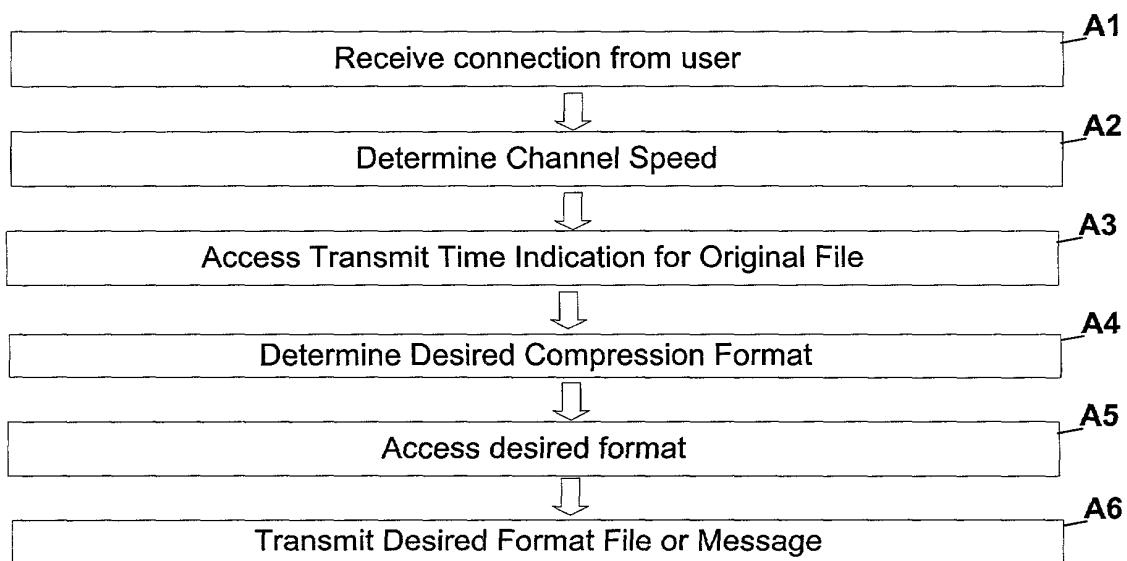 A1
Receive connection from user
A2
Determine Channel Speed
A3
Access Transmit Time Indication for Original File
A4
Determine Desired Compression Format
A5
Access desired format
A6
Transmit Desired Format File or Message